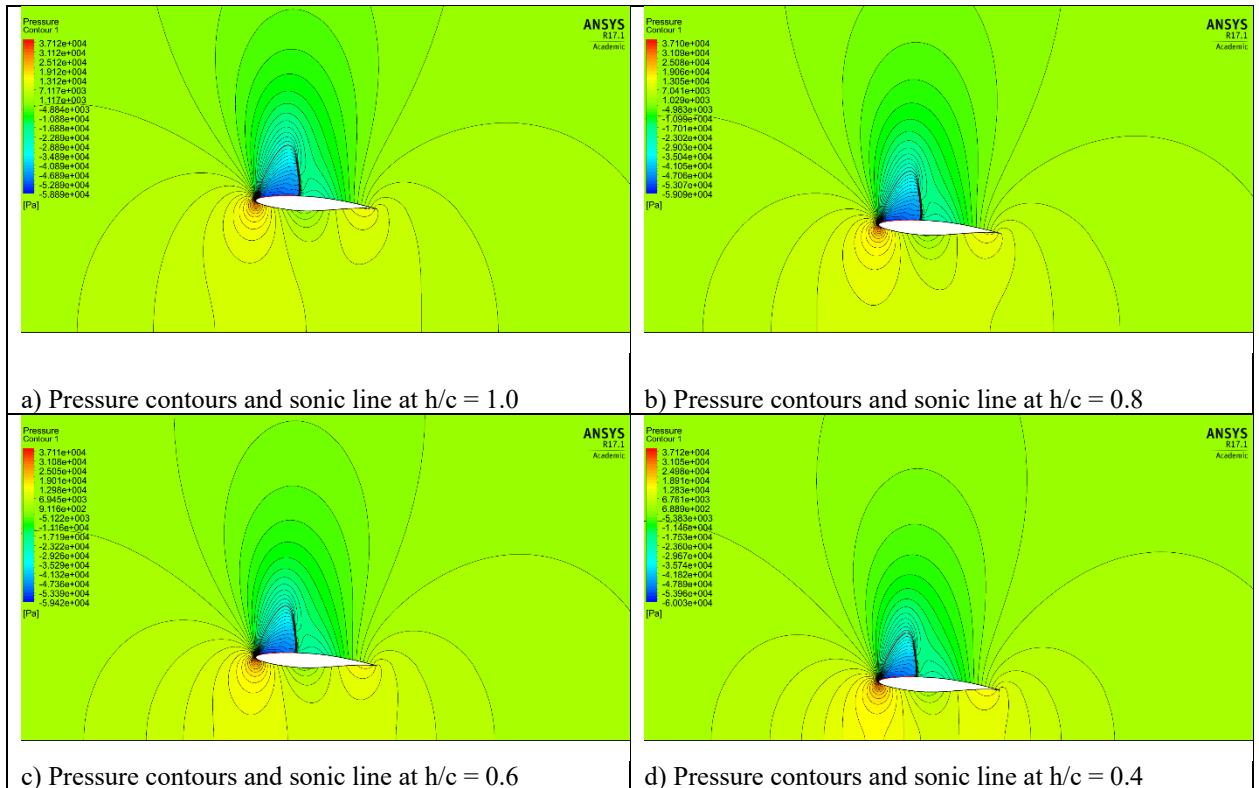 Pressure
Contour 1
3.712e+004
3.112e+004
2.512e+004
1.912e+004
1.312e+004
7.117e+003
1.117e+003
-4.884e+003
-1.088e+004
-1.688e+004
-2.289e+004
-2.889e+004
-3.489e+004
-4.089e+004
-4.689e+004
-5.289e+004
-5.889e+004
[Pa]
ANSYS
R17.1
Academic
a) Pressure contours and sonic line at h/c = 1.0
Pressure
Contour 1
3.710e+004
3.109e+004
2.508e+004
1.906e+004
1.305e+004
7.041e+003
1.029e+003
-4.983e+003
-1.099e+004
-1.701e+004
-2.302e+004
-2.903e+004
-3.504e+004
-4.105e+004
-4.706e+004
-5.307e+004
-5.909e+004
[Pa]
ANSYS
R17.1
Academic
b) Pressure contours and sonic line at h/c = 0.8
Pressure
Contour 1
3.711e+004
3.108e+004
2.505e+004
1.901e+004
1.298e+004
6.945e+003
9.116e+002
-5.122e+003
-1.116e+004
-1.719e+004
-2.322e+004
-2.926e+004
-3.529e+004
-4.132e+004
-4.736e+004
-5.339e+004
-5.942e+004
[Pa]
ANSYS
R17.1
Academic
c) Pressure contours and sonic line at h/c = 0.6
Pressure
Contour 1
3.712e+004
3.105e+004
2.498e+004
1.891e+004
1.283e+004
6.761e+003
6.889e+002
-5.383e+003
-1.146e+004
-1.753e+004
-2.360e+004
-2.967e+004
-3.574e+004
-4.182e+004
-4.789e+004
-5.396e+004
-6.003e+004
[Pa]
ANSYS
R17.1
Academic
d) Pressure contours and sonic line at h/c = 0.4